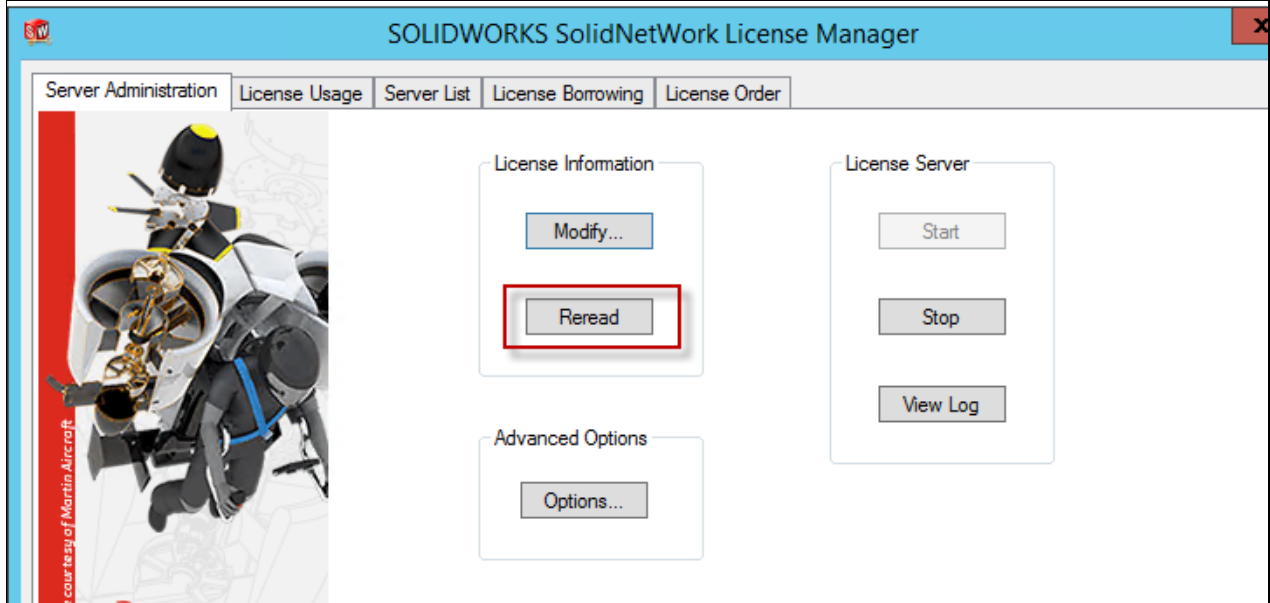 SW
SOLIDWORKS SolidNetWork License Manager
X
Server Administration License Usage Server List License Borrowing License Order
License Information
License Server
Modify...
Start
Reread
Stop
View Log
Advanced Options
Options...
courtesy of Martin Aircraft